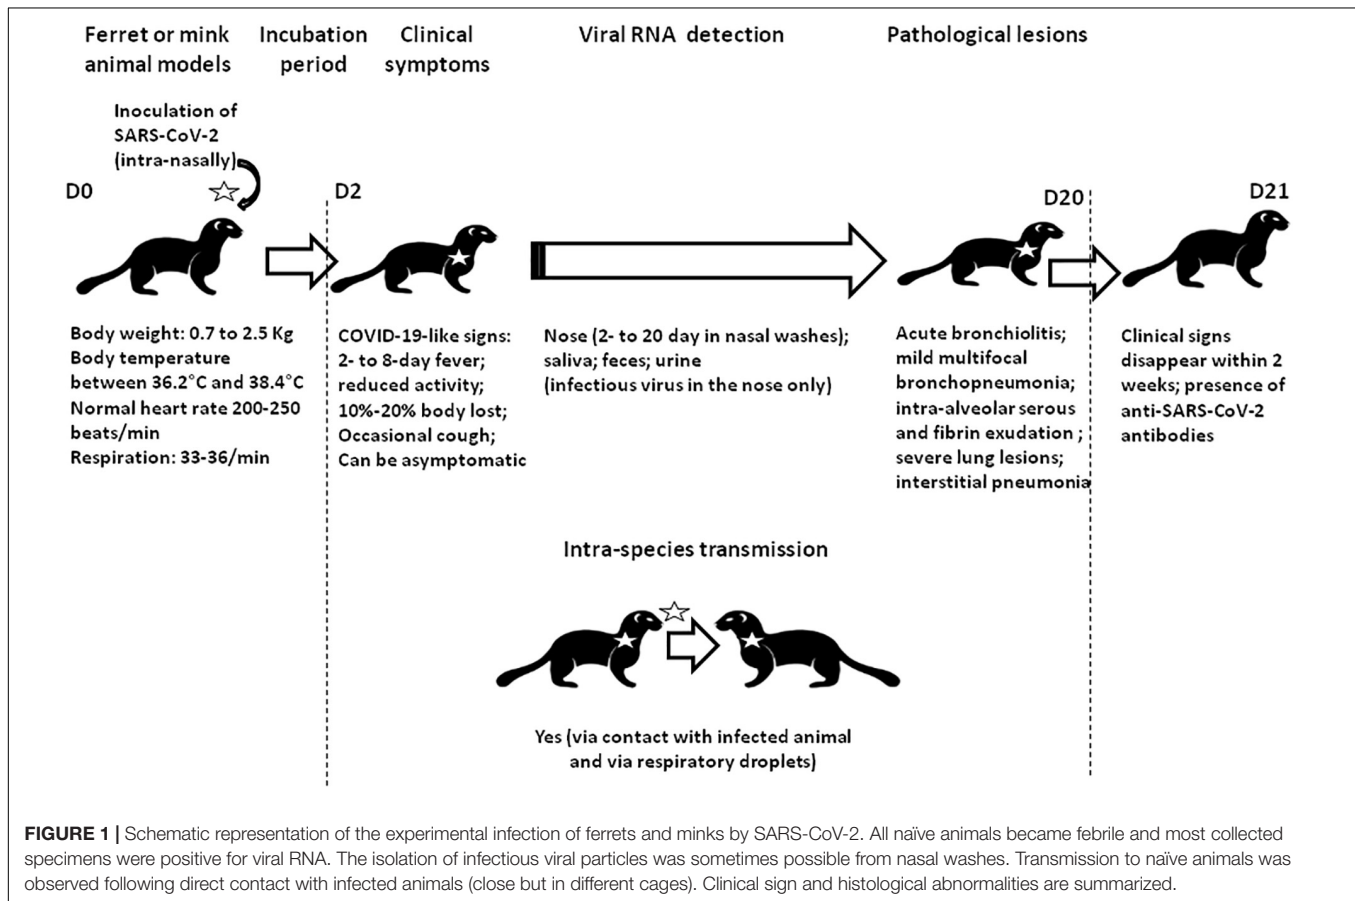 Ferret or mink
animal models
Incubation
period
Clinical
symptoms
Viral RNA detection
Pathological lesions
Inoculation of
SARS-CoV-2
(intra-nasally)
D0
D2
D20
D21
Body weight: 0.7 to 2.5 Kg
Body temperature
between 36.2°C and 38.4°C
Normal heart rate 200-250
beats/min
Respiration: 33-36/min
COVID-19-like signs:
2- to 8-day fever;
reduced activity;
10%-20% body lost;
Occasional cough;
Can be asymptomatic
Nose (2- to 20 day in nasal washes);
saliva; feces; urine
(infectious virus in the nose only)
Acute bronchiolitis;
mild multifocal
bronchopneumonia;
intra-alveolar serous
and fibrin exudation ;
severe lung lesions;
interstitial pneumonia
Clinical signs
disappear within 2
weeks; presence of
anti-SARS-CoV-2
antibodies
Intra-species transmission
Yes (via contact with infected animal
and via respiratory droplets)
FIGURE 1 | Schematic representation of the experimental infection of ferrets and minks by SARS-CoV-2. All naïve animals became febrile and most collected
specimens were positive for viral RNA. The isolation of infectious viral particles was sometimes possible from nasal washes. Transmission to naïve animals was
observed following direct contact with infected animals (close but in different cages). Clinical sign and histological abnormalities are summarized.